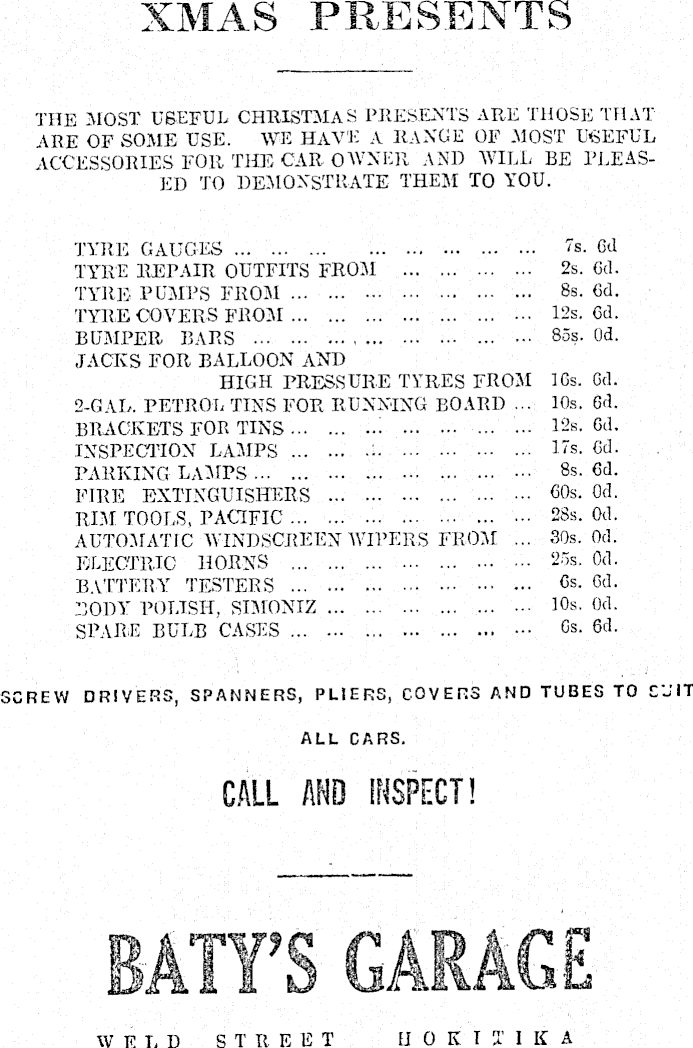 XMAS PRESENTS
THE MOST USEFUL CHRISTMAS PRESENTS ARE THOSE THAT
ARE OF SOME USE. WE HAVE A RANGE OF MOST USEFUL
ACCESSORIES FOR THE CAR OWNER AND WILL BE PLEAS-
ED TO DEMONSTRATE THEM TO YOU.
TYRE GAUGES ... ... ... ... ... ... ... ... 7s. 6d
TYRE REPAIR OUTFITS FROM ... ... ... ... 2s. 6d.
TYRE PUMPS FROM ... ... ... ... ... ... ... 8s. 6d.
TYRE COVERS FROM ... ... ... ... ... ... ... 12s. 6d.
BUMPER BARS ... ... ... ... ... ... ... ... 85s. 0d.
JACKS FOR BALLOON AND
HIGH PRESSURE TYRES FROM 16s. 6d.
2-GAL. PETROL TINS FOR RUNNING BOARD ... 10s. 6d.
BRACKETS FOR TINS ... ... ... ... ... ... ... 12s. 6d.
INSPECTION LAMPS ... ... ... ... ... ... ... 17s. 6d.
PARKING LAMPS ... ... ... ... ... ... ... ... 8s. 6d.
FIRE EXTINGUISHERS ... ... ... ... ... ... 60s. 0d.
RIM TOOLS, PACIFIC ... ... ... ... ... ... ... 28s. 0d.
AUTOMATIC WINDSCREEN WIPERS FROM ... 30s. 0d.
ELECTRIC HORNS ... ... ... ... ... ... ... 25s. 0d.
BATTERY TESTERS ... ... ... ... ... ... ... 6s. 6d.
BODY POLISH, SIMONIZ ... ... ... ... ... ... 10s. 0d.
SPARE BULB CASES ... ... ... ... ... ... ... 6s. 6d.
SCREW DRIVERS, SPANNERS, PLIERS, COVERS AND TUBES TO SUIT
ALL CARS.
CALL AND INSPECT!
BATY'S GARAGE
WELD STREET HOKITIKA